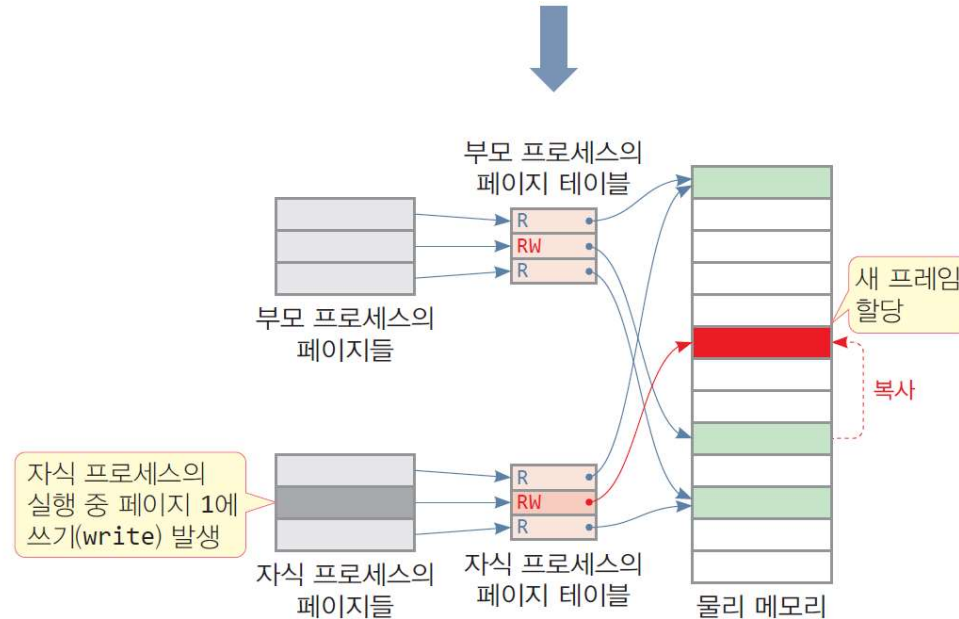 부모 프로세스의
페이지 테이블
R
RW
R
부모 프로세스의
페이지들
새 프레임
할당
복사
자식 프로세스의
실행 중 페이지 1에
쓰기(write) 발생
R
RW
R
자식 프로세스의
페이지들
자식 프로세스의
페이지 테이블
물리 메모리